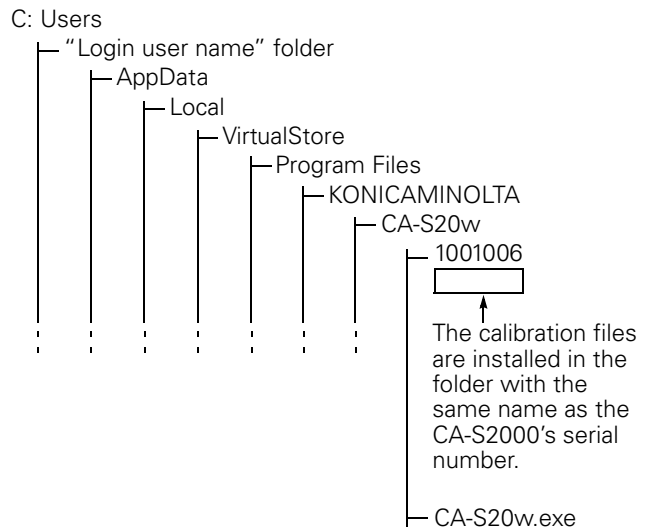 C: Users
“Login user name” folder
AppData
Local
VirtualStore
Program Files
KONICAMINOLTA
CA-S20w
1001006
The calibration files
are installed in the
folder with the
same name as the
CA-S2000's serial
number.
CA-S20w.exe